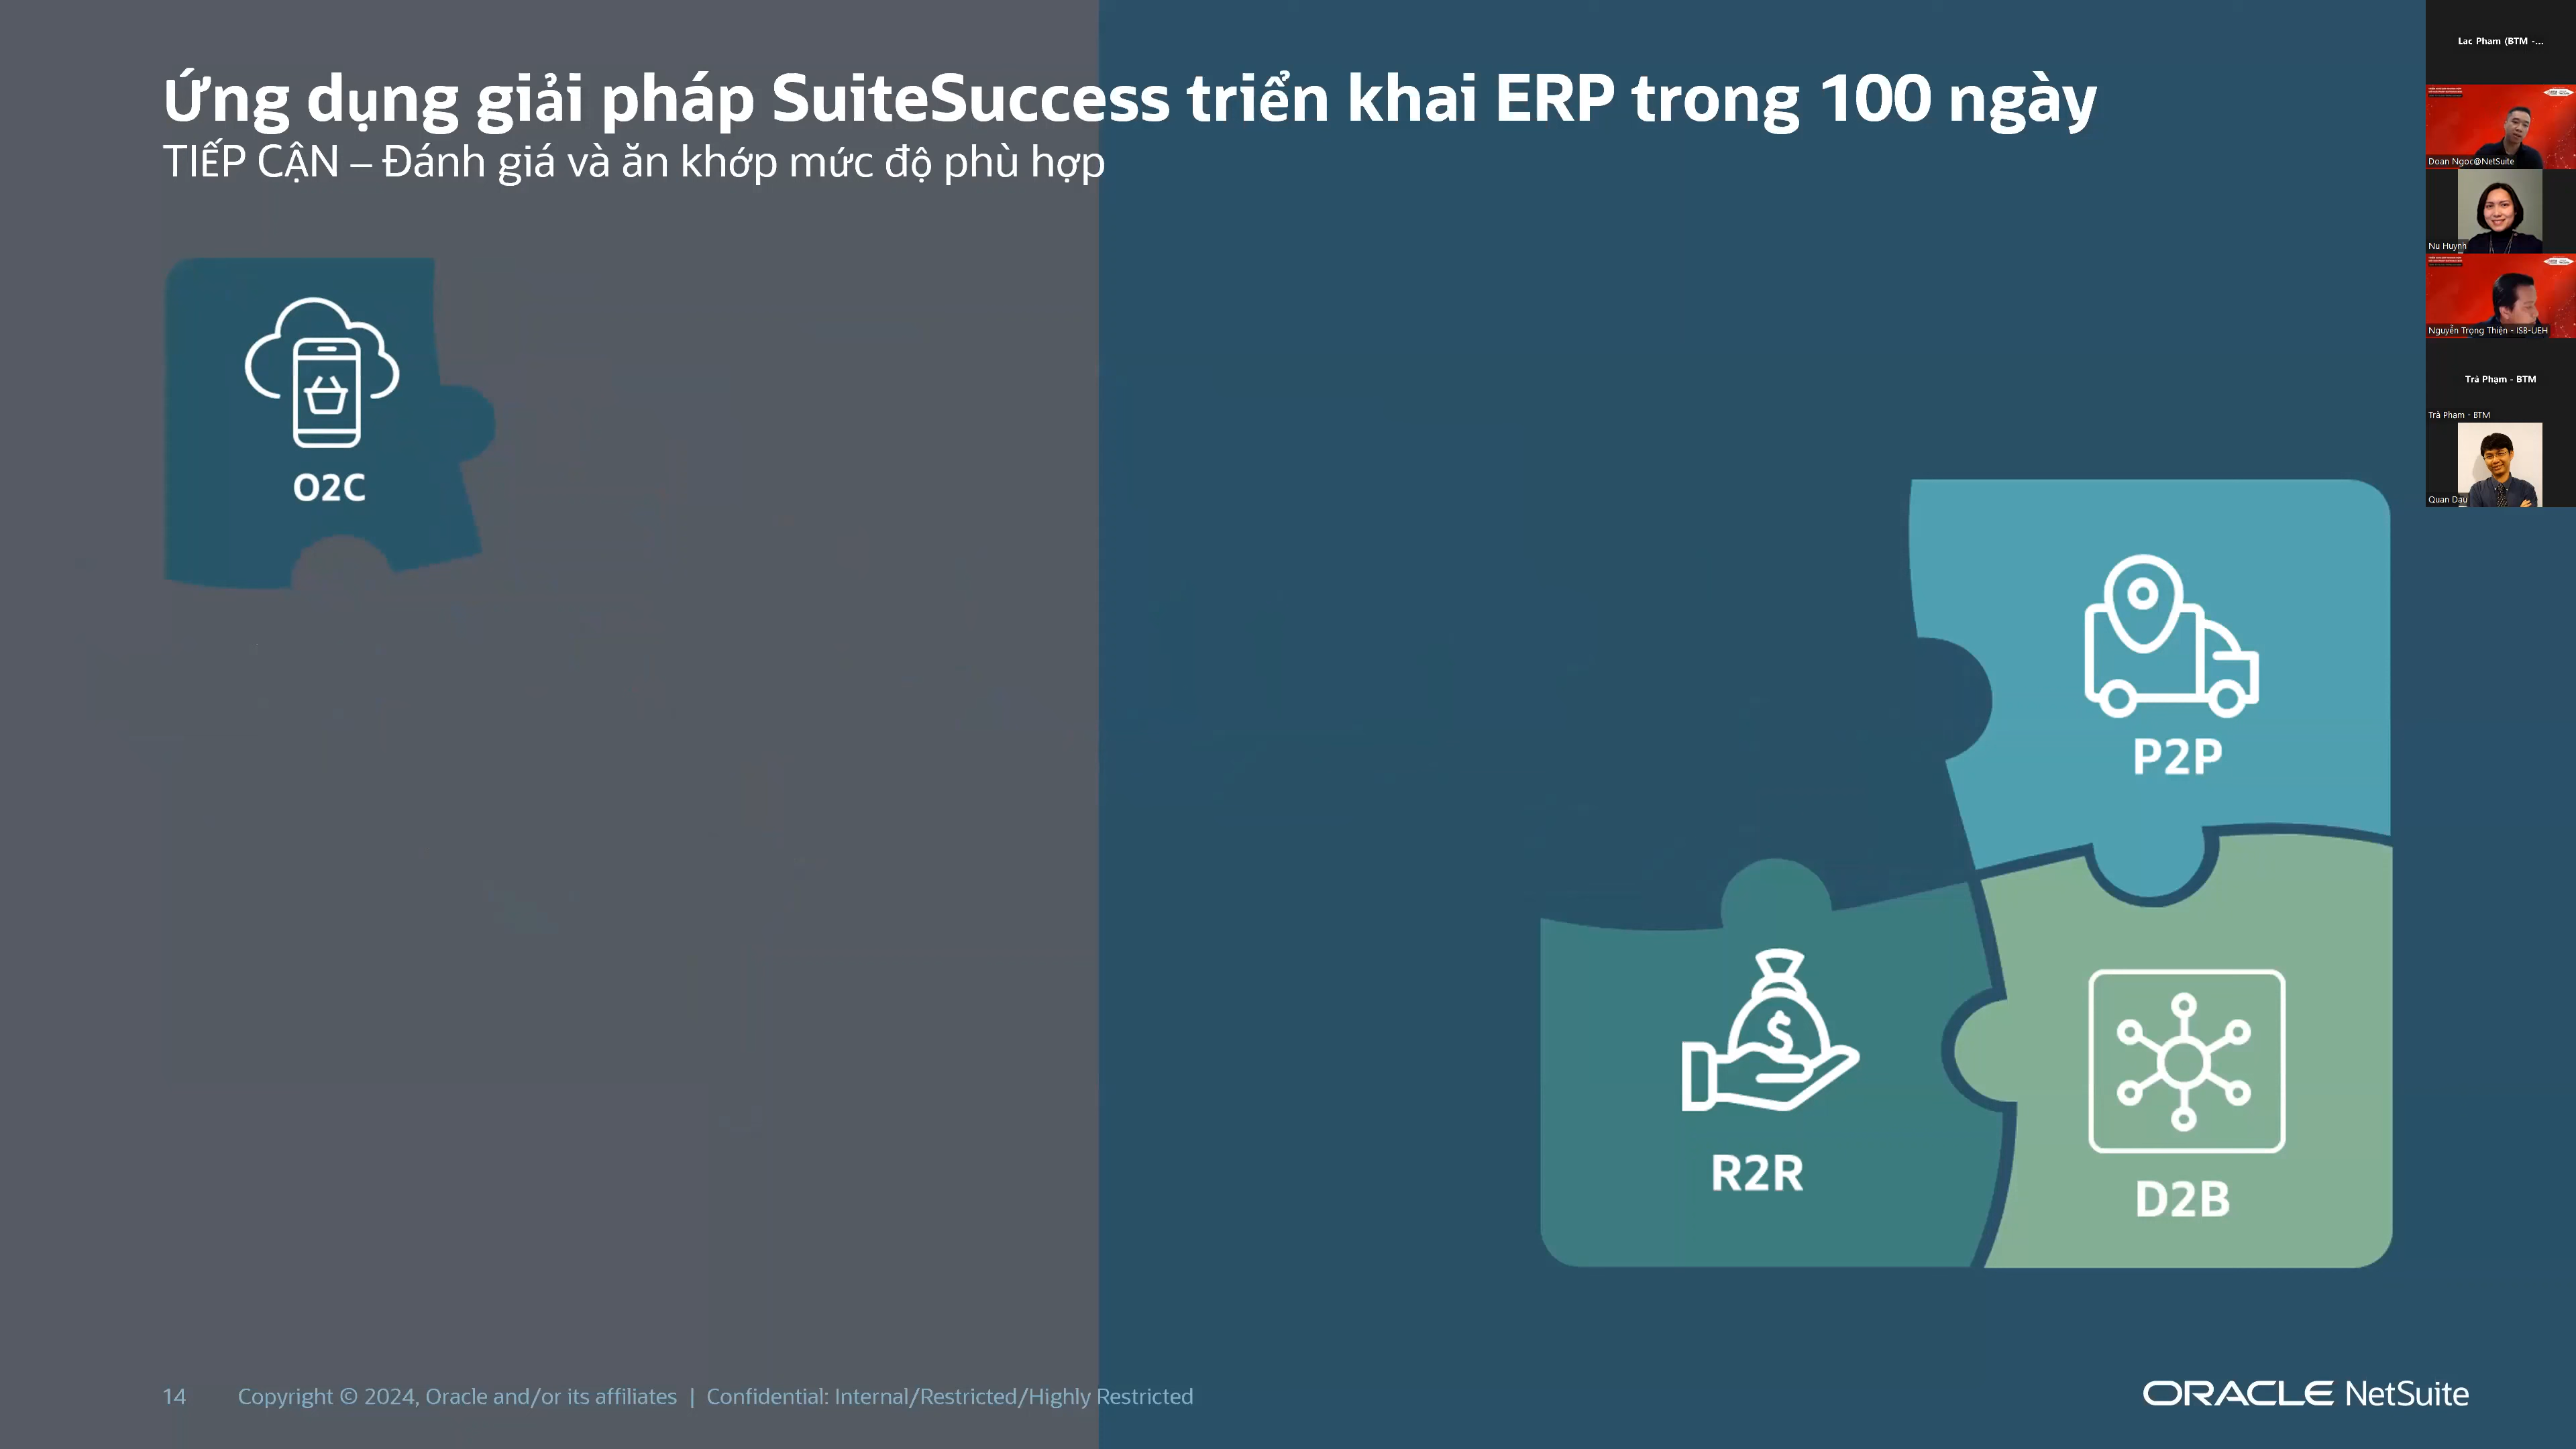 Ứng dụng giải pháp SuiteSuccess triển khai ERP trong 100 ngày
TIẾP CẬN – Đánh giá và ăn khớp mức độ phù hợp
O2C
P2P
R2R
D2B
14 Copyright © 2024, Oracle and/or its affiliates | Confidential: Internal/Restricted/Highly Restricted
ORACLE NetSuite
Lac Pham (BTM -...
Doan Ngoc@NetSuite
Nu Huynh
Nguyễn Trọng Thiện - ISB-UEH
Trà Phạm - BTM
Trà Phạm - BTM
Quan Dau